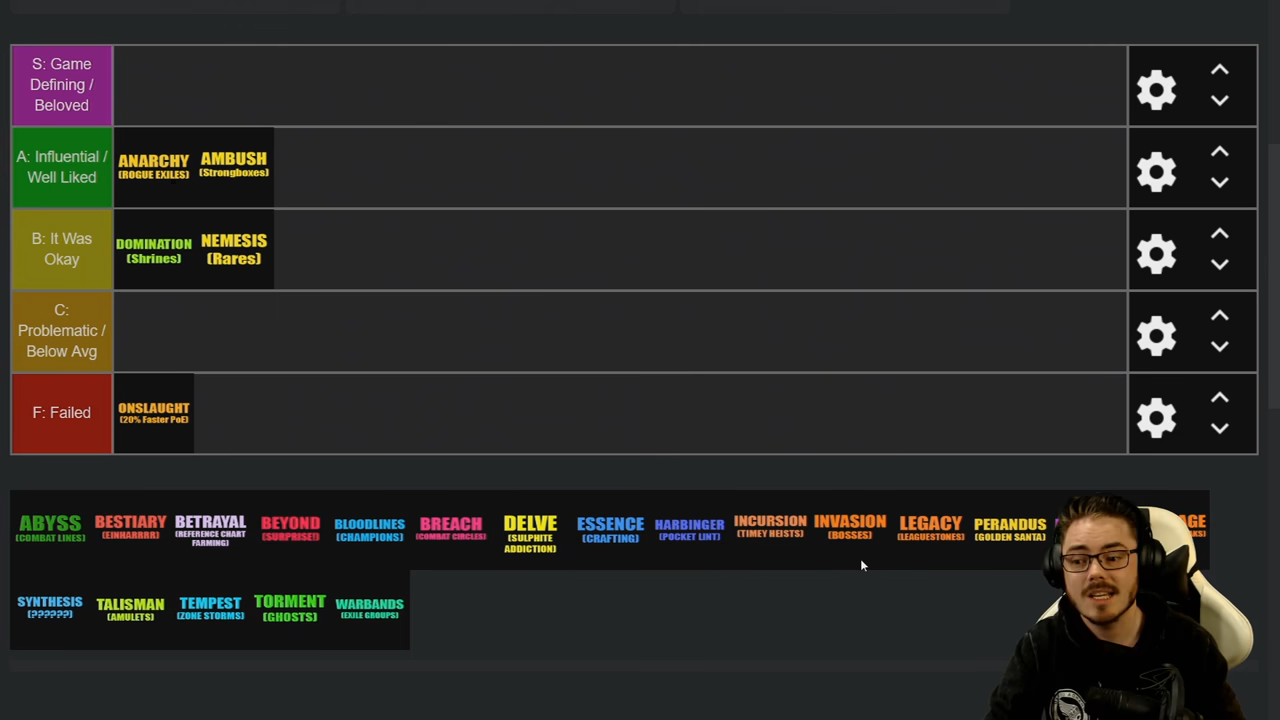 S: Game
Defining /
Beloved
A: Influential /
Well Liked
ANARCHY
(ROGUE EXILES)
AMBUSH
(Strongboxes)
B: It Was
Okay
DOMINATION
(Shrines)
NEMESIS
(Rares)
C:
Problematic /
Below Avg
F: Failed
ONSLAUGHT
(20% Faster PoE)
ABYSS
(COMBAT LINES)
BESTIARY
(EINHARRRR)
BETRAYAL
(REFERENCE CHART
FARMING)
BEYOND
(SURPRISE!)
BLOODLINES
(CHAMPIONS)
BREACH
(COMBAT CIRCLES)
DELVE
(SULPHITE
ADDICTION)
ESSENCE
(CRAFTING)
HARBINGER
(POCKET LINT)
INCURSION
(TIMEY HEISTS)
INVASION
(BOSSES)
LEGACY
(LEAGUESTONES)
PERANDUS
(GOLDEN SANTA)
SYNTHESIS
(??????)
TALISMAN
(AMULETS)
TEMPEST
(ZONE STORMS)
TORMENT
(GHOSTS)
WARBANDS
(EXILE GROUPS)